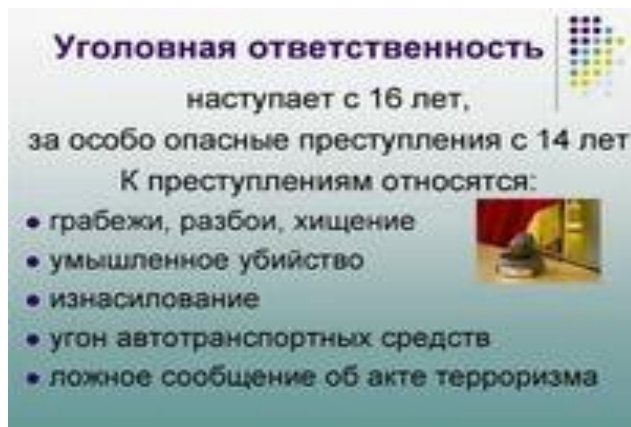 Уголовная ответственность
наступает с 16 лет,
за особо опасные преступления с 14 лет
К преступлениям относятся:
• грабежи, разбои, хищение
• умышленное убийство
• изнасилование
• угон автотранспортных средств
• ложное сообщение об акте терроризма